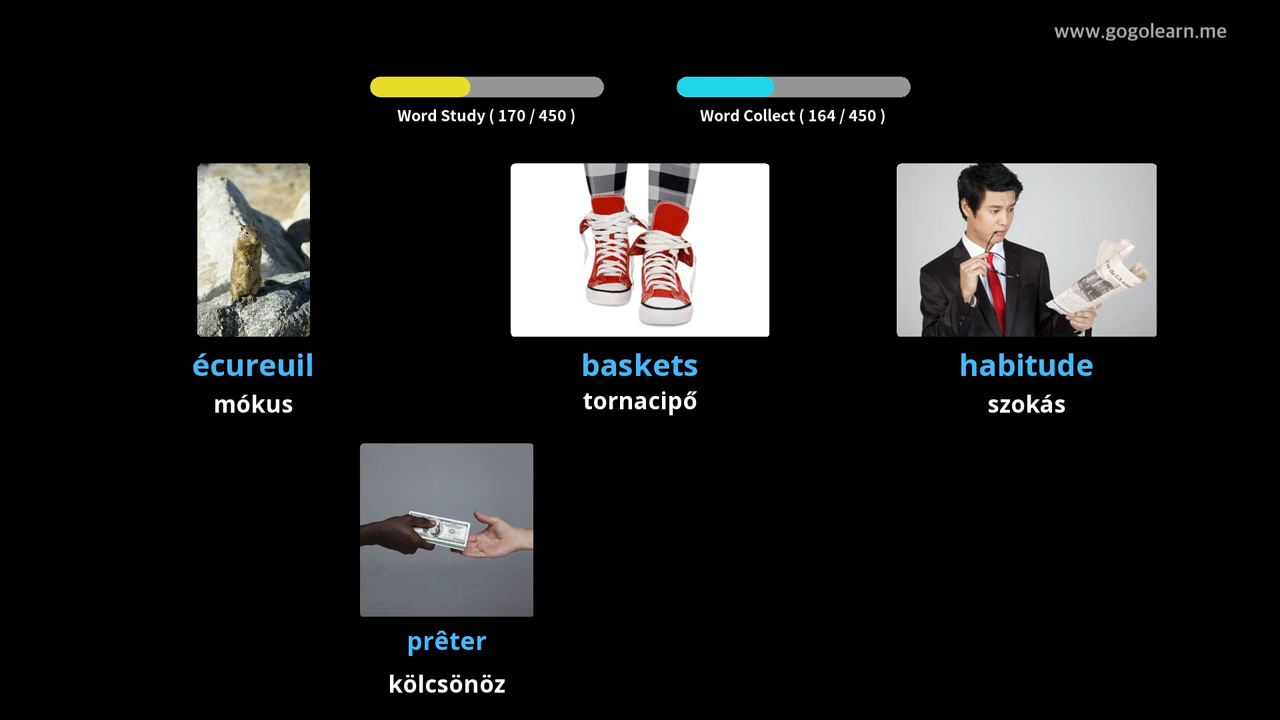 www.gogolearn.me
Word Study ( 170 / 450 )
Word Collect ( 164 / 450 )
écureuil
mókus
baskets
tornacipő
habitude
szokás
prêter
kölcsönöz